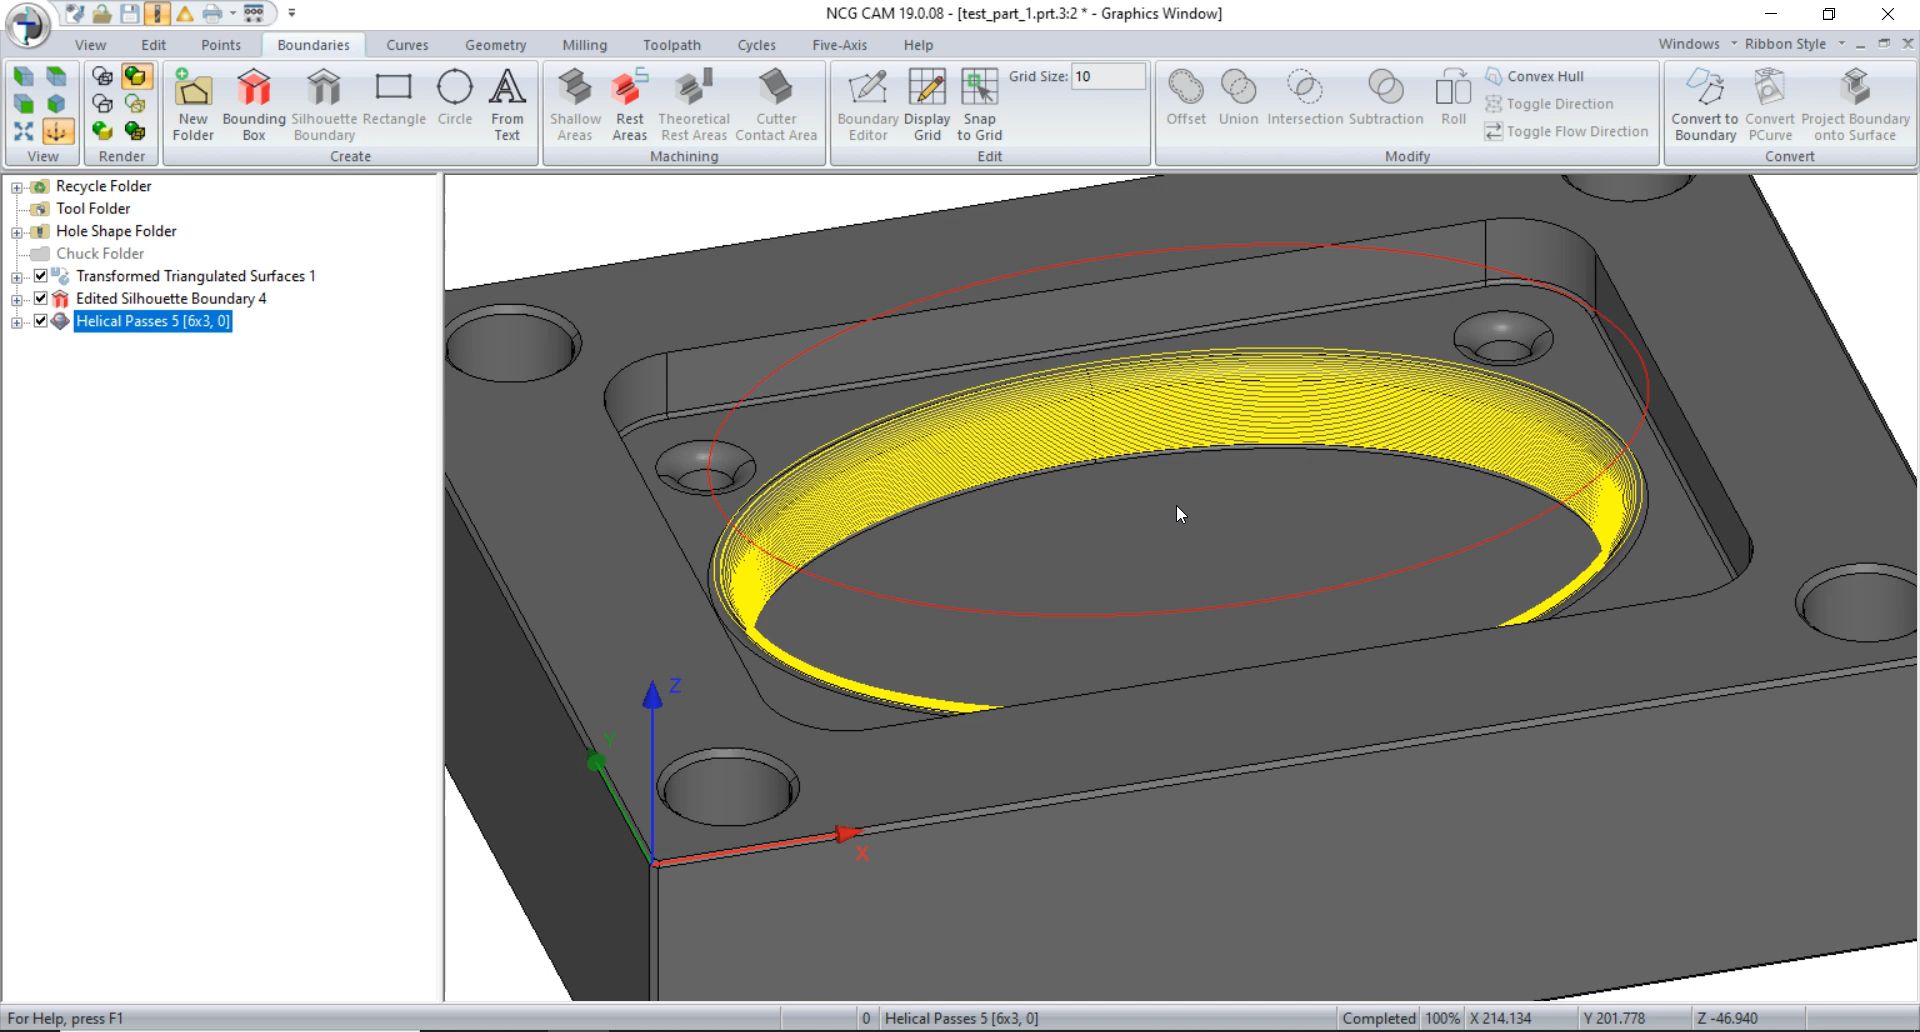 NCG CAM 19.0.08 - [test_part_1.prt.3:2 * - Graphics Window]
View Edit Points Boundaries Curves Geometry Milling Toolpath Cycles Five-Axis Help Windows Ribbon Style
View
Render
New Folder
Bounding Box
Silhouette Boundary
Rectangle
Circle
From Text
Create
Shallow Areas
Rest Areas
Theoretical Rest Areas
Cutter Contact Area
Machining
Boundary Editor
Display Grid
Snap to Grid
Grid Size: 10
Edit
Offset
Union
Intersection
Subtraction
Roll
Convex Hull
Toggle Direction
Toggle Flow Direction
Modify
Convert to Boundary
Convert PCurve
Project Boundary onto Surface
Convert
Recycle Folder
Tool Folder
Hole Shape Folder
Chuck Folder
Transformed Triangulated Surfaces 1
Edited Silhouette Boundary 4
Helical Passes 5 [6x3, 0]
Z
Y
X
For Help, press F1
0
Helical Passes 5 [6x3, 0]
Completed
100%
X 214.134
Y 201.778
Z -46.940